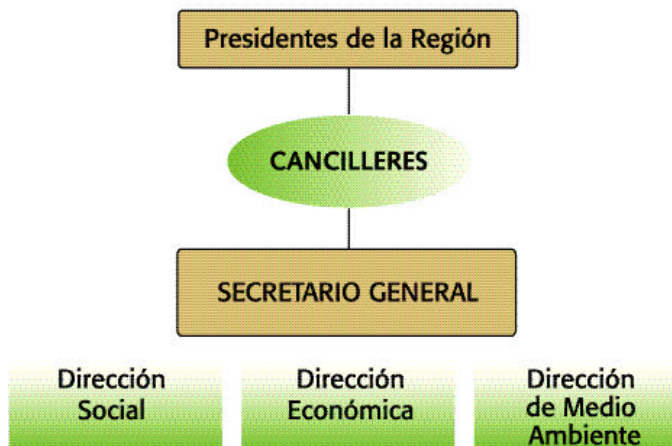 Presidentes de la Región
CANCILLERES
SECRETARIO GENERAL
Dirección
Social
Dirección
Económica
Dirección
de Medio
Ambiente